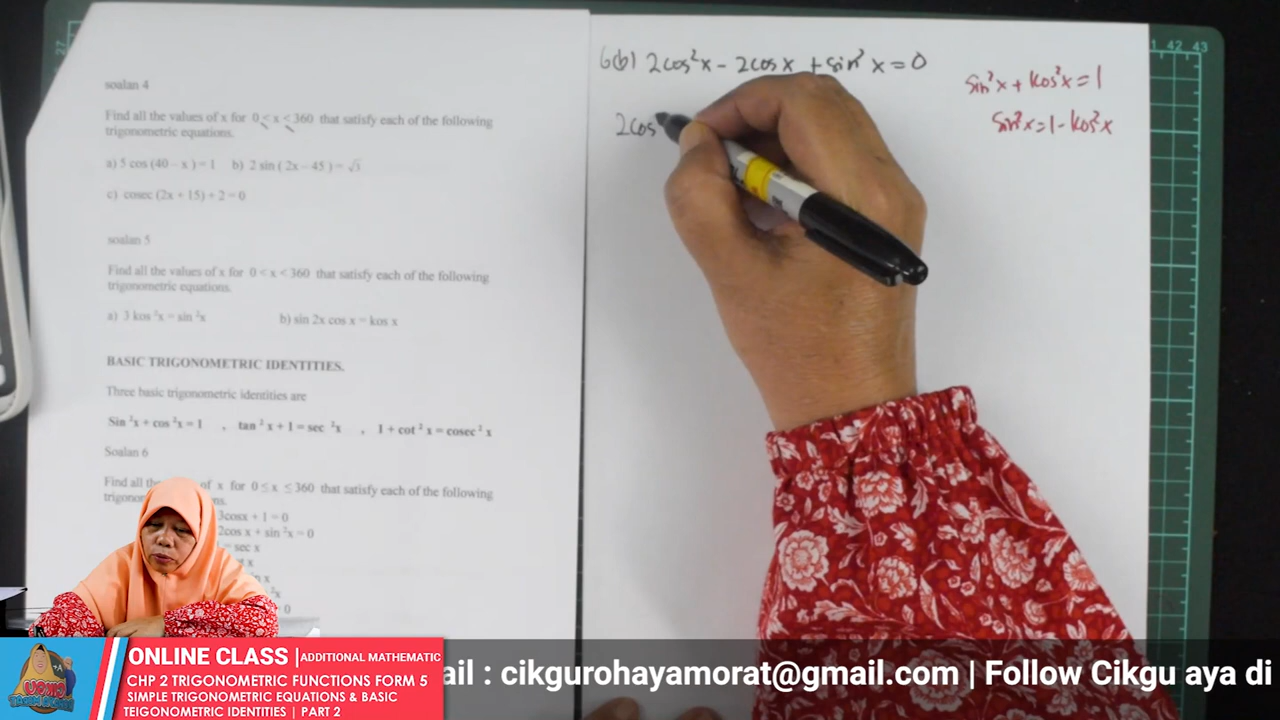 soalan 4
Find all the values of x for 0 < x < 360 that satisfy each of the following
trigonometric equations.
a) 5 cos (40 – x ) = 1 b) 2 sin ( 2x – 45 ) = √3
c) cosec (2x + 15) + 2 = 0
soalan 5
Find all the values of x for 0 < x < 360 that satisfy each of the following
trigonometric equations.
a) 3 kos ²x = sin ²x b) sin 2x cos x = kos x
BASIC TRIGONOMETRIC IDENTITIES.
Three basic trigonometric identities are
Sin ²x + cos ²x = 1 , tan ² x + 1 = sec ²x , 1 + cot ² x = cosec ² x
Soalan 6
Find all the of x for 0 ≤ x ≤ 360 that satisfy each of the following
3cosx + 1 = 0
2cos x + sin ²x = 0
= sec x
6(b) 2cos²x - 2cosx + sin²x = 0
2cos
sin²x + kos²x = 1
sin²x = 1 - kos²x
42 43
ONLINE CLASS | ADDITIONAL MATHEMATIC
CHP 2 TRIGONOMETRIC FUNCTIONS FORM 5
SIMPLE TRIGONOMETRIC EQUATIONS & BASIC
TEIGONOMETRIC IDENTITIES | PART 2
ail : cikgurohayamorat@gmail.com | Follow Cikgu aya di